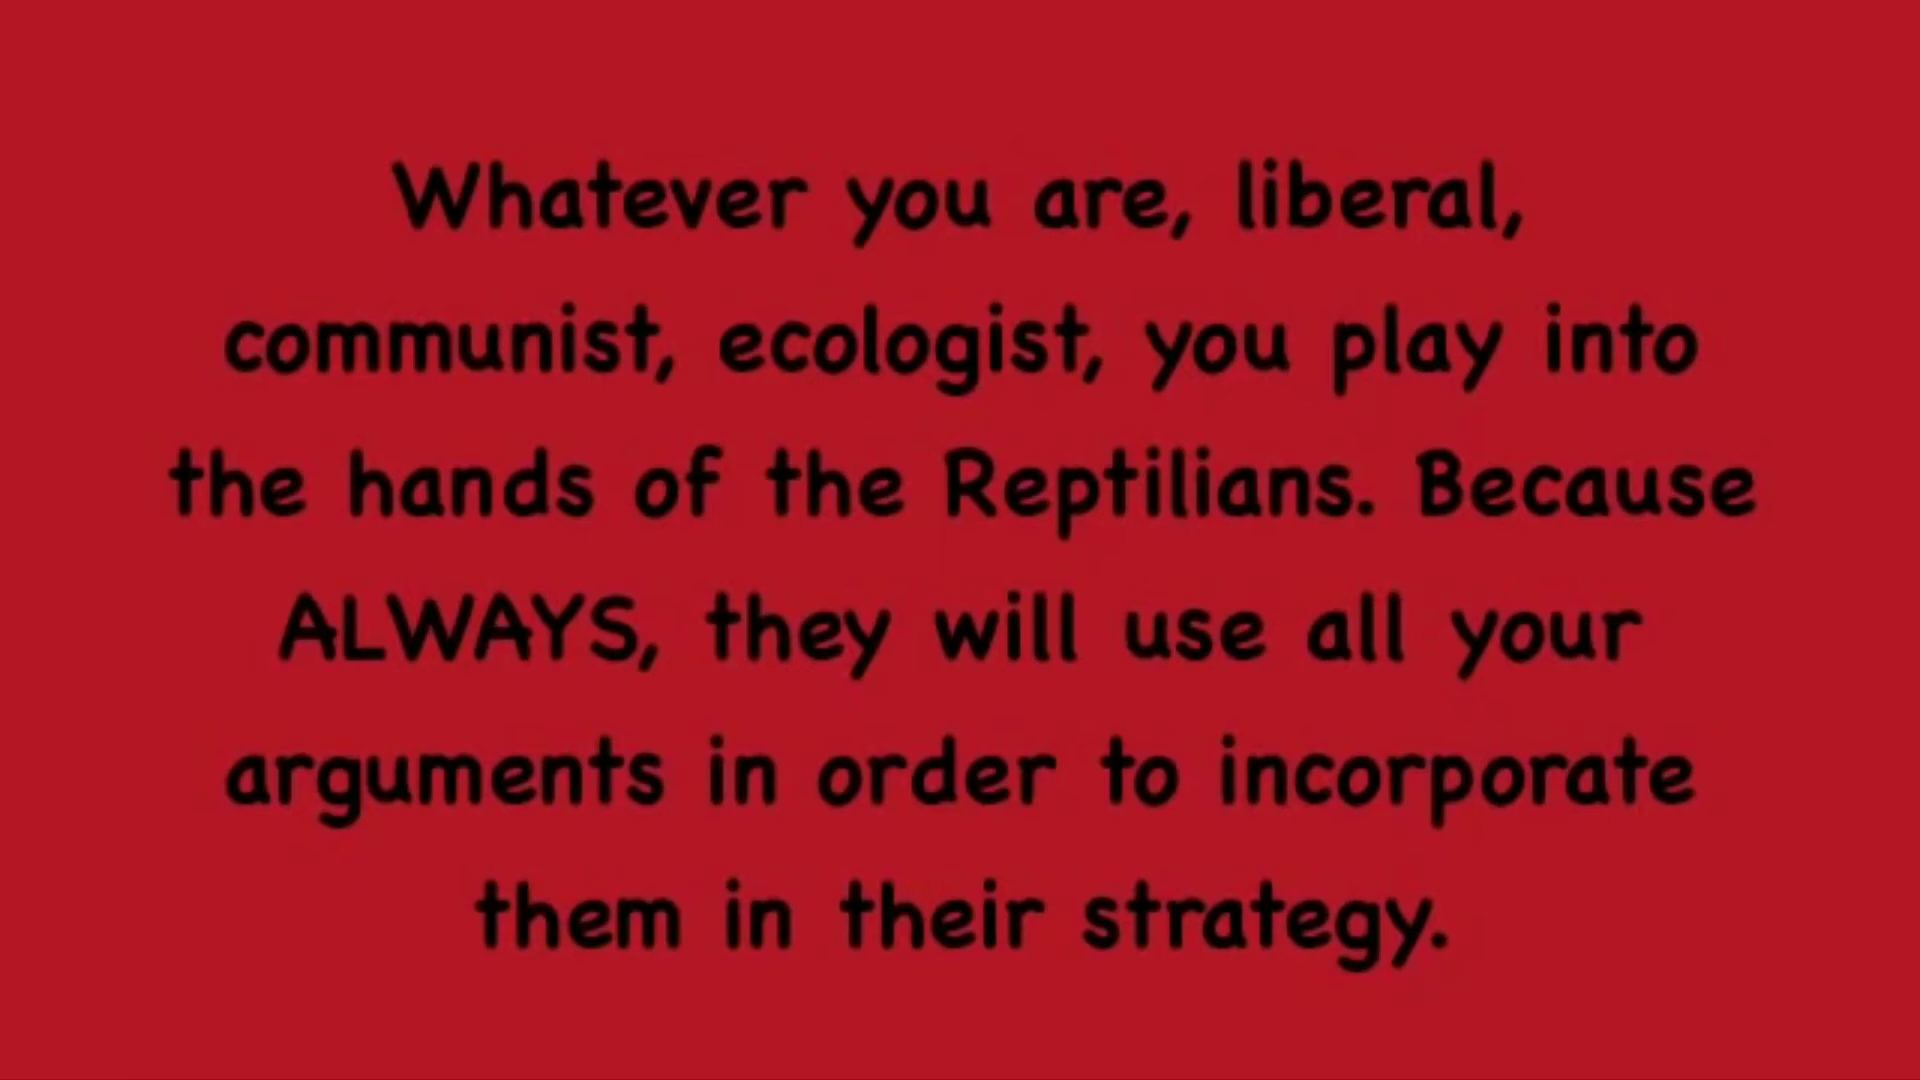 Whatever you are, liberal,
communist, ecologist, you play into
the hands of the Reptilians. Because
ALWAYS, they will use all your
arguments in order to incorporate
them in their strategy.